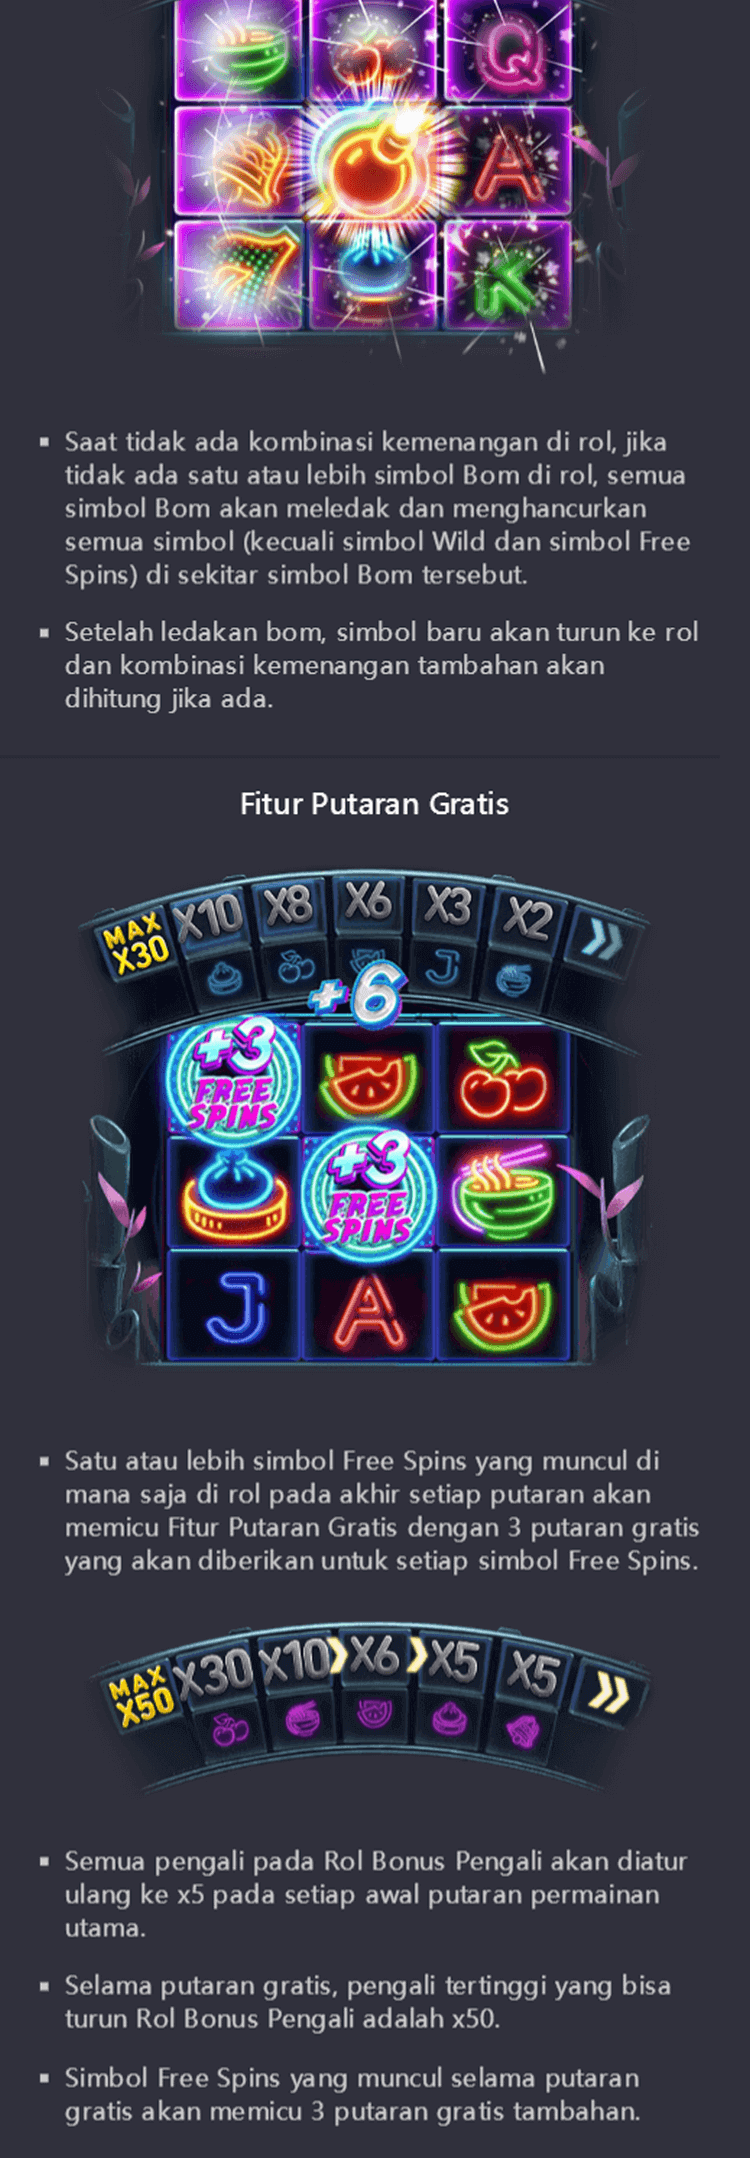 Q
A
7
K
▪ Saat tidak ada kombinasi kemenangan di rol, jika
tidak ada satu atau lebih simbol Bom di rol, semua
simbol Bom akan meledak dan menghancurkan
semua simbol (kecuali simbol Wild dan simbol Free
Spins) di sekitar simbol Bom tersebut.
▪ Setelah ledakan bom, simbol baru akan turun ke rol
dan kombinasi kemenangan tambahan akan
dihitung jika ada.
Fitur Putaran Gratis
MAX
X30
X10 X8 X6 X3 X2 »
J
+6
+3
FREE
SPINS
+3
FREE
SPINS
J A
▪ Satu atau lebih simbol Free Spins yang muncul di
mana saja di rol pada akhir setiap putaran akan
memicu Fitur Putaran Gratis dengan 3 putaran gratis
yang akan diberikan untuk setiap simbol Free Spins.
MAX
X50
X30 X10 › X6 › X5 X5 »
▪ Semua pengali pada Rol Bonus Pengali akan diatur
ulang ke x5 pada setiap awal putaran permainan
utama.
▪ Selama putaran gratis, pengali tertinggi yang bisa
turun Rol Bonus Pengali adalah x50.
▪ Simbol Free Spins yang muncul selama putaran
gratis akan memicu 3 putaran gratis tambahan.